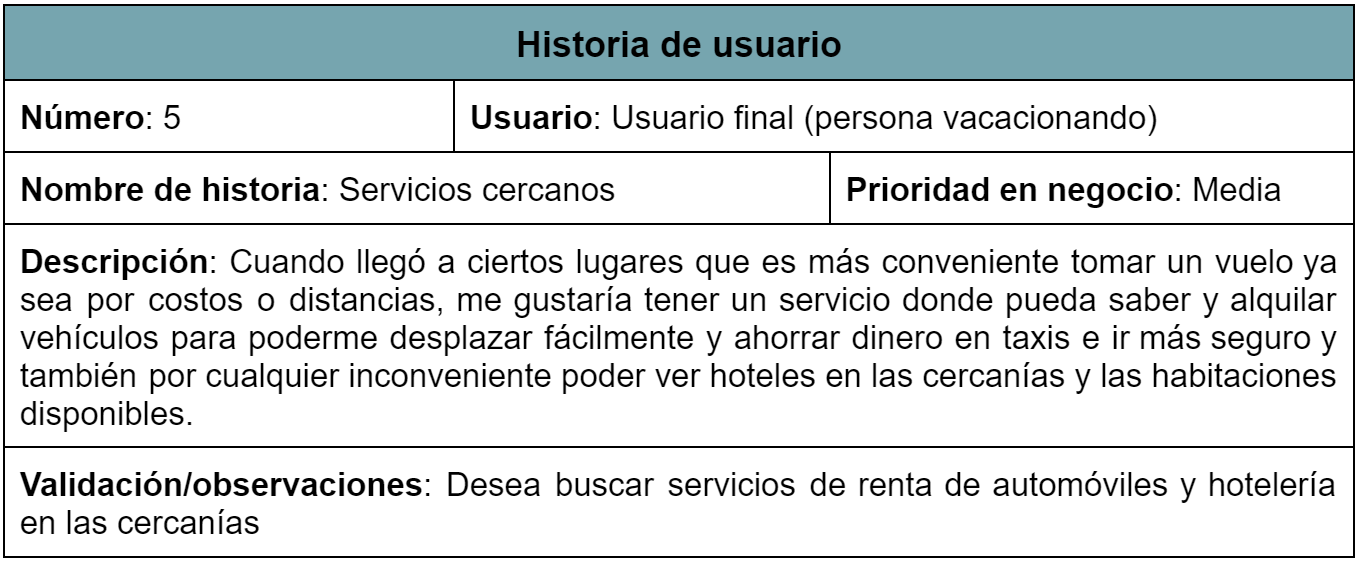 Historia de usuario
Número: 5
Usuario: Usuario final (persona vacacionando)
Nombre de historia: Servicios cercanos
Prioridad en negocio: Media
Descripción: Cuando llegó a ciertos lugares que es más conveniente tomar un vuelo ya
sea por costos o distancias, me gustaría tener un servicio donde pueda saber y alquilar
vehículos para poderme desplazar fácilmente y ahorrar dinero en taxis e ir más seguro y
también por cualquier inconveniente poder ver hoteles en las cercanías y las habitaciones
disponibles.
Validación/observaciones: Desea buscar servicios de renta de automóviles y hotelería
en las cercanías